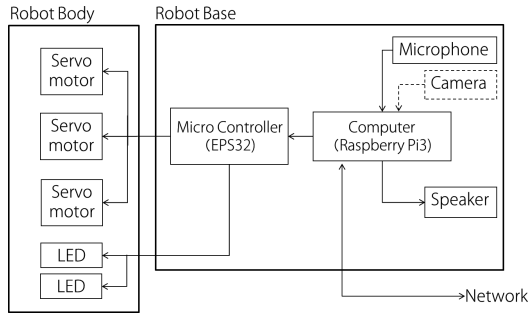 Robot Body
Robot Base
Servo
motor
Servo
motor
Servo
motor
LED
LED
Micro Controller
(EPS32)
Computer
(Raspberry Pi3)
Microphone
Camera
Speaker
Network